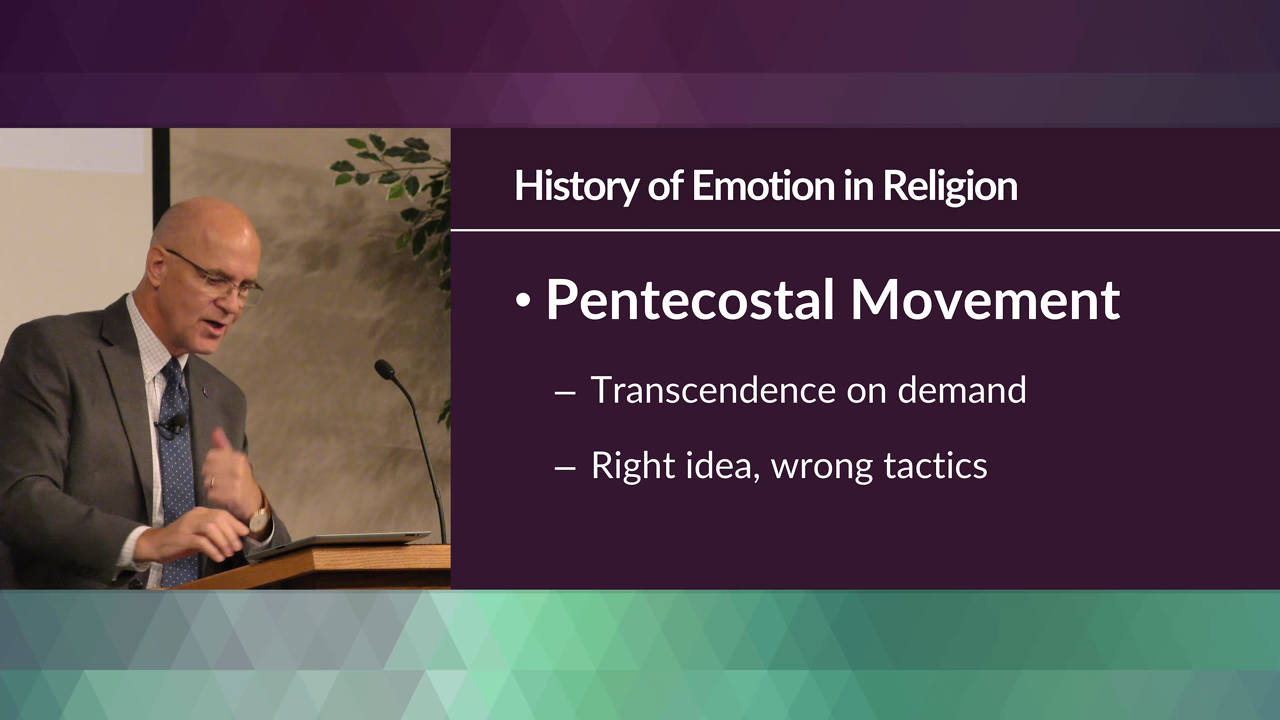 History of Emotion in Religion
• Pentecostal Movement
– Transcendence on demand
– Right idea, wrong tactics